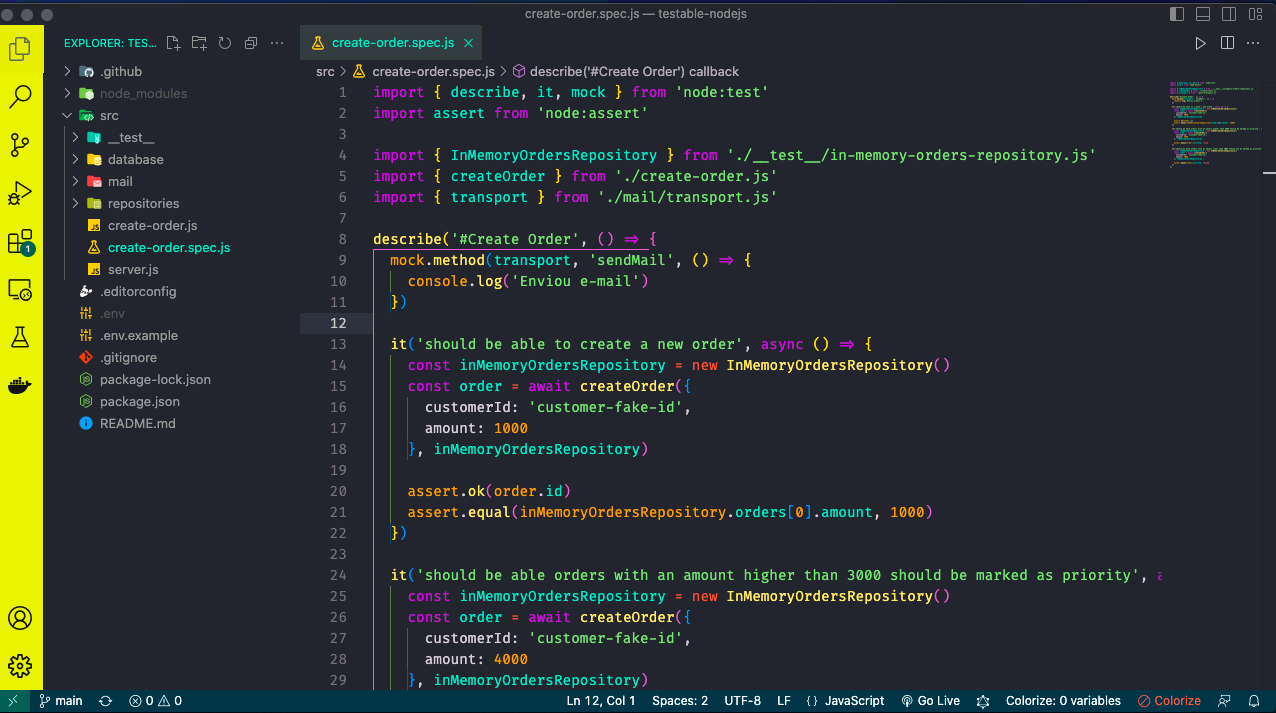 create-order.spec.js — testable-nodejs
EXPLORER: TES...
create-order.spec.js
src > create-order.spec.js > describe('#Create Order') callback
.github
node_modules
src
__test__
database
mail
repositories
create-order.js
create-order.spec.js
server.js
.editorconfig
.env
.env.example
.gitignore
package-lock.json
package.json
README.md
1
1 import { describe, it, mock } from 'node:test'
2 import assert from 'node:assert'
3
4 import { InMemoryOrdersRepository } from './__test__/in-memory-orders-repository.js'
5 import { createOrder } from './create-order.js'
6 import { transport } from './mail/transport.js'
7
8 describe('#Create Order', () => {
9 mock.method(transport, 'sendMail', () => {
10 console.log('Enviou e-mail')
11 })
12
13 it('should be able to create a new order', async () => {
14 const inMemoryOrdersRepository = new InMemoryOrdersRepository()
15 const order = await createOrder({
16 customerId: 'customer-fake-id',
17 amount: 1000
18 }, inMemoryOrdersRepository)
19
20 assert.ok(order.id)
21 assert.equal(inMemoryOrdersRepository.orders[0].amount, 1000)
22 })
23
24 it('should be able orders with an amount higher than 3000 should be marked as priority',
25 const inMemoryOrdersRepository = new InMemoryOrdersRepository()
26 const order = await createOrder({
27 customerId: 'customer-fake-id',
28 amount: 4000
29 }, inMemoryOrdersRepository)
main 0 0 Ln 12, Col 1 Spaces: 2 UTF-8 LF {} JavaScript Go Live Colorize: 0 variables Colorize